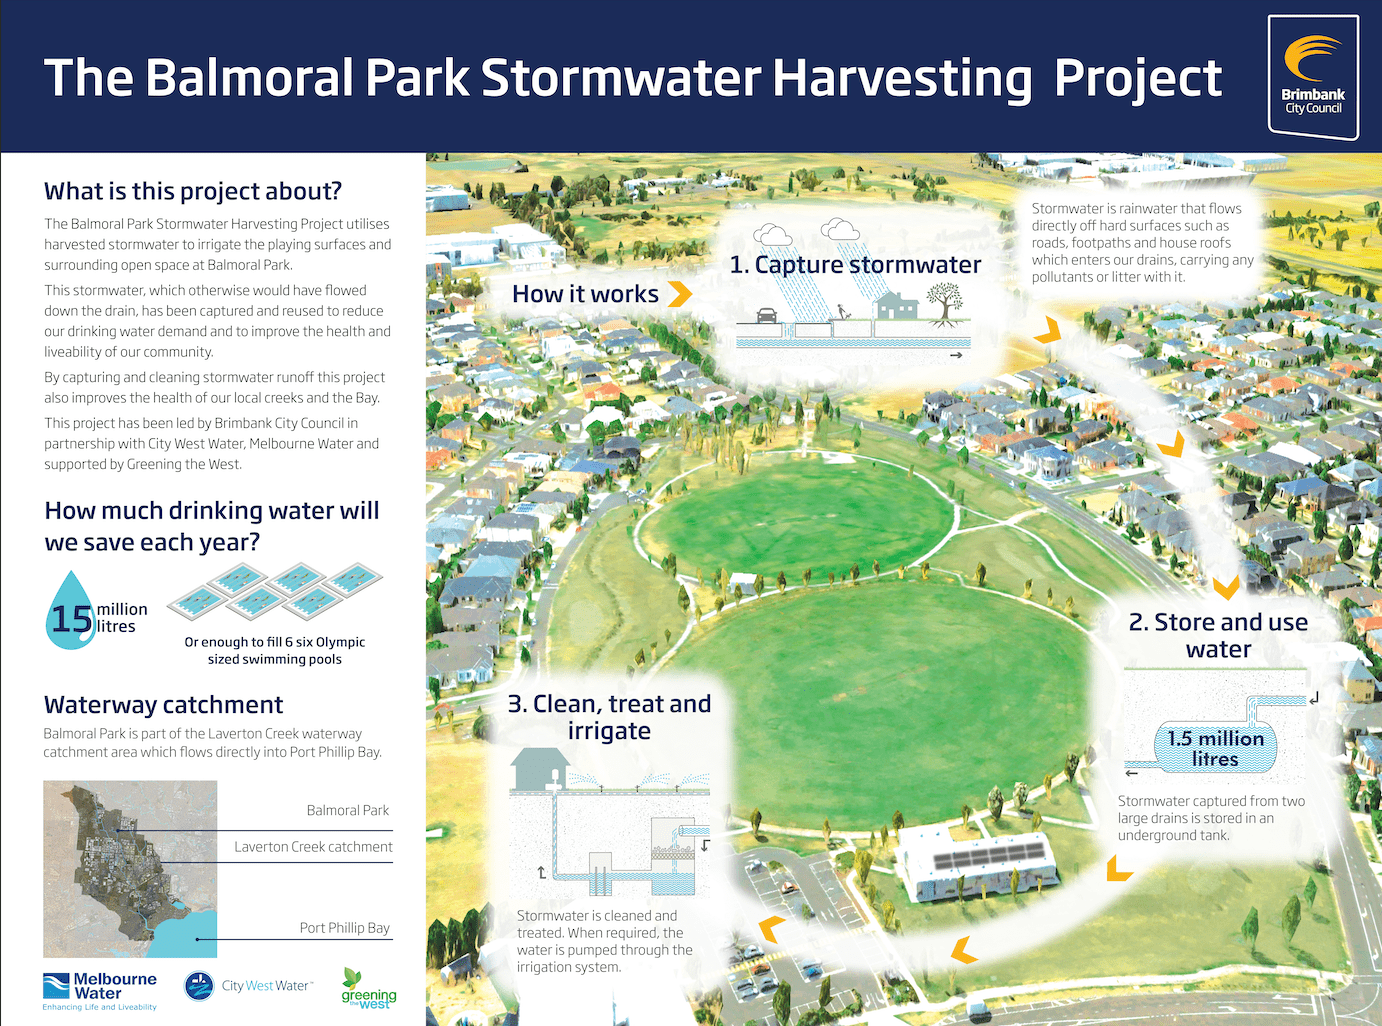 The Balmoral Park Stormwater Harvesting Project
Brimbank
City Council
What is this project about?
The Balmoral Park Stormwater Harvesting Project utilises
harvested stormwater to irrigate the playing surfaces and
surrounding open space at Balmoral Park.
This stormwater, which otherwise would have flowed
down the drain, has been captured and reused to reduce
our drinking water demand and to improve the health and
liveability of our community.
By capturing and cleaning stormwater runoff this project
also improves the health of our local creeks and the Bay.
This project has been led by Brimbank City Council in
partnership with City West Water, Melbourne Water and
supported by Greening the West.
How much drinking water will
we save each year?
15 million
litres
Or enough to fill 6 six Olympic
sized swimming pools
Waterway catchment
Balmoral Park is part of the Laverton Creek waterway
catchment area which flows directly into Port Phillip Bay.
Balmoral Park
Laverton Creek catchment
Port Phillip Bay
Melbourne
Water
Enhancing Life and Liveability
City West Water™
greening
the west
How it works
1. Capture stormwater
Stormwater is rainwater that flows
directly off hard surfaces such as
roads, footpaths and house roofs
which enters our drains, carrying any
pollutants or litter with it.
2. Store and use
water
1.5 million
litres
Stormwater captured from two
large drains is stored in an
underground tank.
3. Clean, treat and
irrigate
Stormwater is cleaned and
treated. When required, the
water is pumped through the
irrigation system.